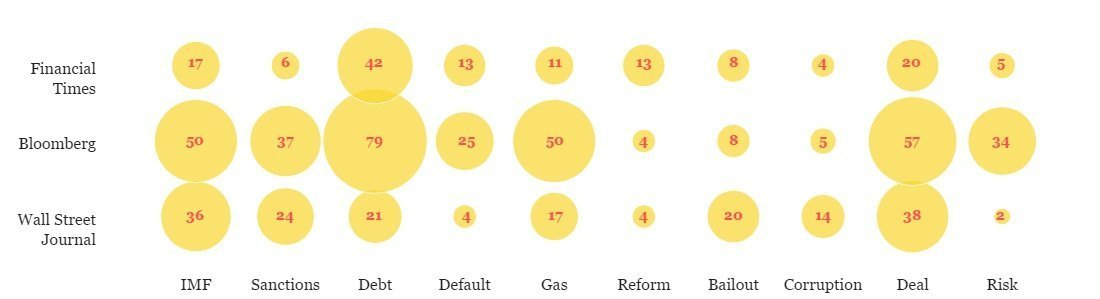 Financial
Times
17 6 42 13 11 13 8 4 20 5
Bloomberg
50 37 79 25 50 4 8 5 57 34
Wall Street
Journal
36 24 21 4 17 4 20 14 38 2
IMF Sanctions Debt Default Gas Reform Bailout Corruption Deal Risk